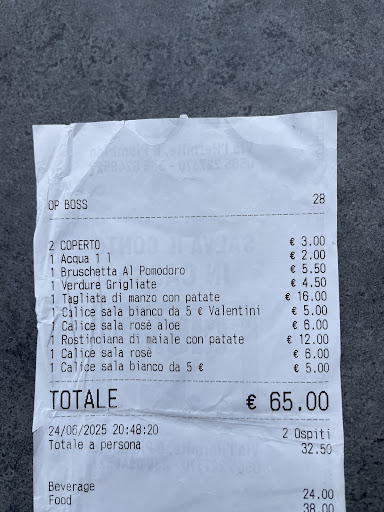 OP BOSS 28
2 COPERTO € 3.00
1 Acqua 1 l € 2.00
1 Bruschetta Al Pomodoro € 5.50
1 Verdure Grigliate € 4.50
1 Tagliata di manzo con patate € 16.00
1 Calice sala bianco da 5 € Valentini € 5.00
1 Calice sala rosè aloe € 6.00
1 Rostinciana di maiale con patate € 12.00
1 Calice sala rosè € 6.00
1 Calice sala bianco da 5 € € 5.00
TOTALE € 65.00
24/06/2025 20:48:20 2 Ospiti
Totale a persona 32.50
Beverage 24.00
Food 38.00